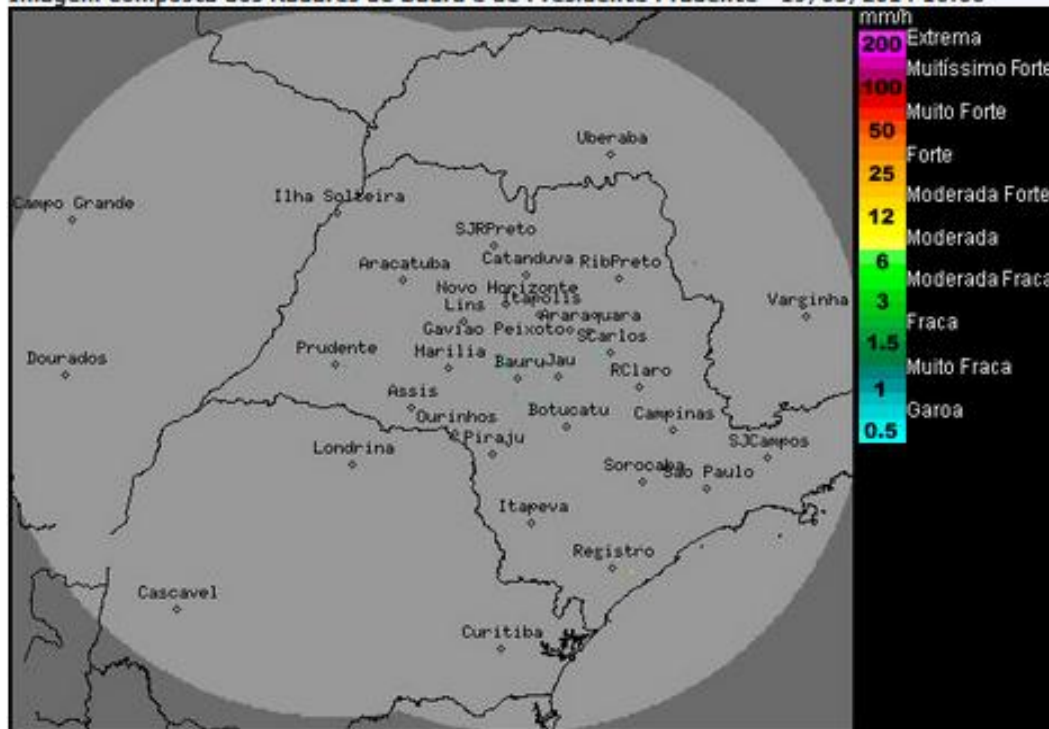 mm/h
200 Extrema
Muitíssimo Forte
100
Muito Forte
50
Forte
25
Moderada Forte
12
Moderada
6
Moderada Fraca
3
Fraca
1.5
Muito Fraca
1
Garoa
0.5
Uberaba
Campo Grande
Ilha Solteira
SJRPreto
Catanduva
RibPreto
Aracatuba
Novo Horizonte
Itapolis
Lins
Araraquara
Varginha
Gaviao Peixoto
SCarlos
Dourados
Prudente
Marilia
Bauru
Jau
RClaro
Assis
Ourinhos
Botucatu
Campinas
Londrina
Piraju
SJCampos
Sorocaba
Sao Paulo
Itapeva
Registro
Cascavel
Curitiba